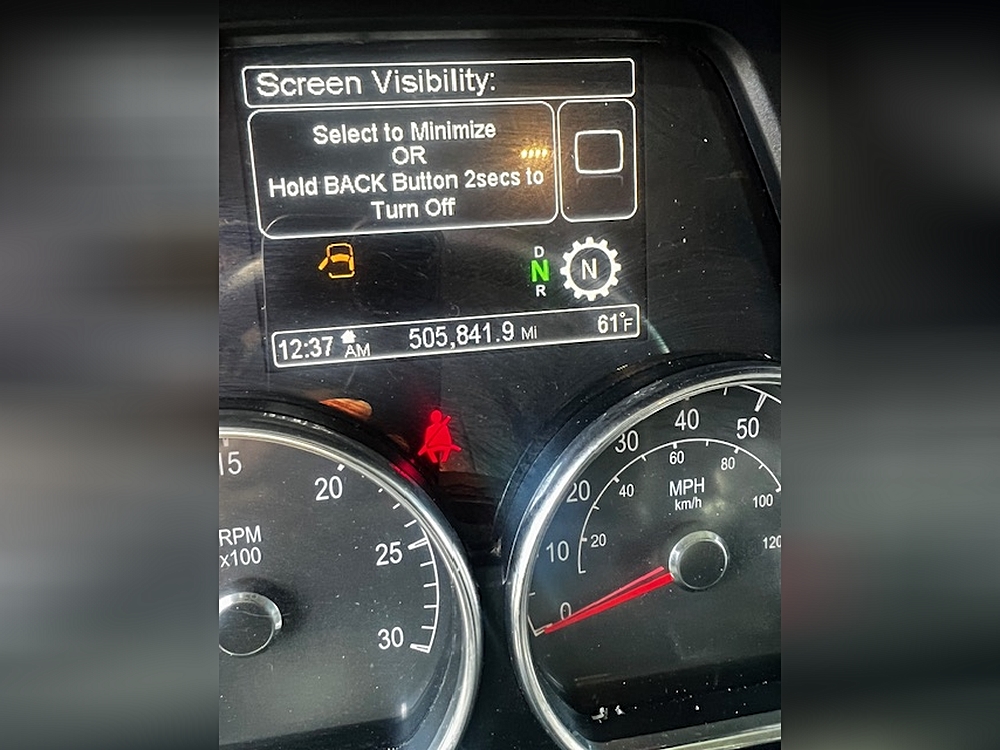 Screen Visibility:
Select to Minimize
OR
Hold BACK Button 2secs to
Turn Off
D
N
R
N
12:37 AM 505,841.9 Mi 61°F
15
20
25
30
RPM
x100
0
10
20
30
40
50
20
40
60
80
100
120
MPH
km/h